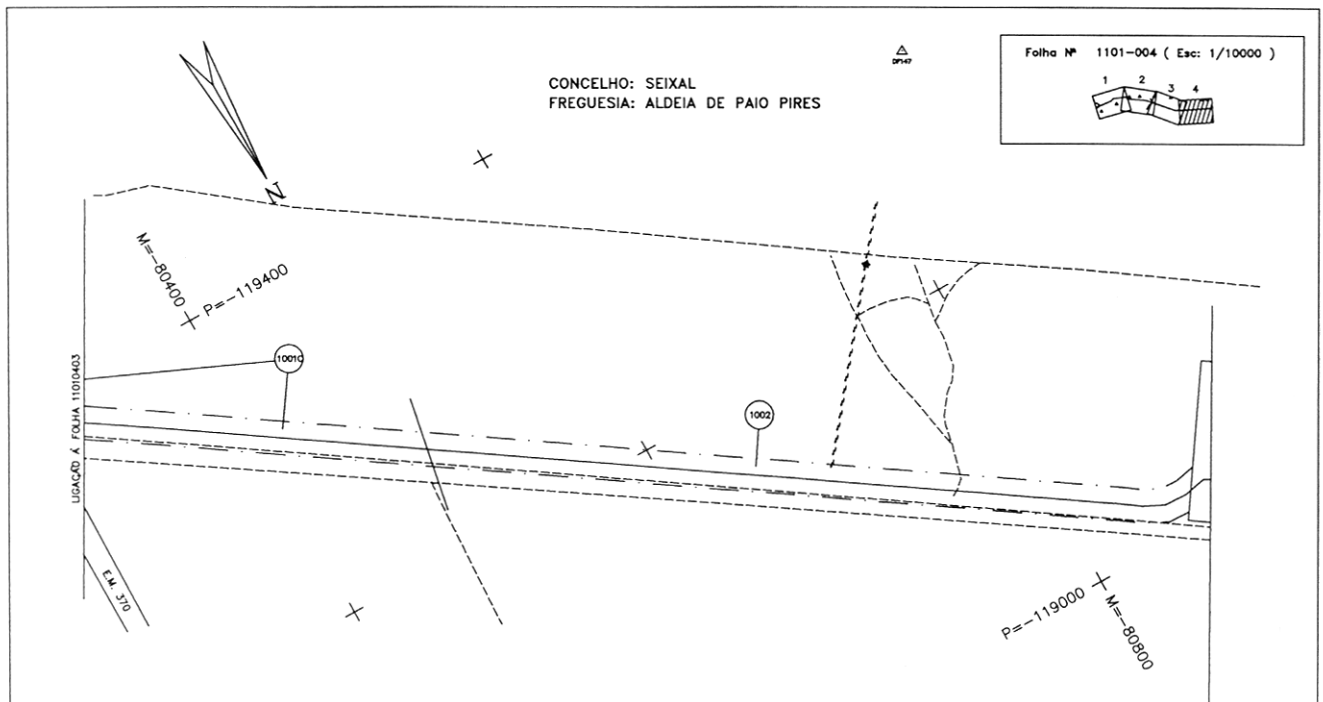 CONCELHO: SEIXAL
FREGUESIA: ALDEIA DE PAIO PIRES
DPI47
Folha Nº 1101-004 ( Esc: 1/10000 )
1 2 3 4
N
M=-80400
P=-119400
1001C
LIGAÇÃO À FOLHA 11010403
1002
E.M. 370
P=-119000
M=-80800